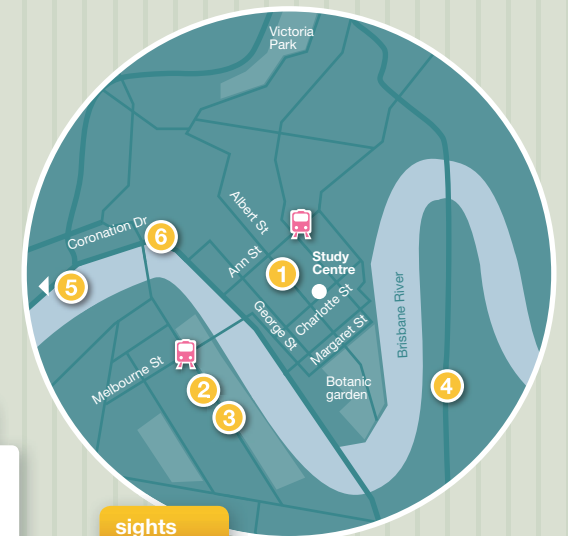 Victoria
Park
Albert St
Coronation Dr
6
Ann St
Study
Centre
1
5
Charlotte St
George St
Margaret St
Brisbane River
Melbourne St
2
Botanic
garden
4
3
sights